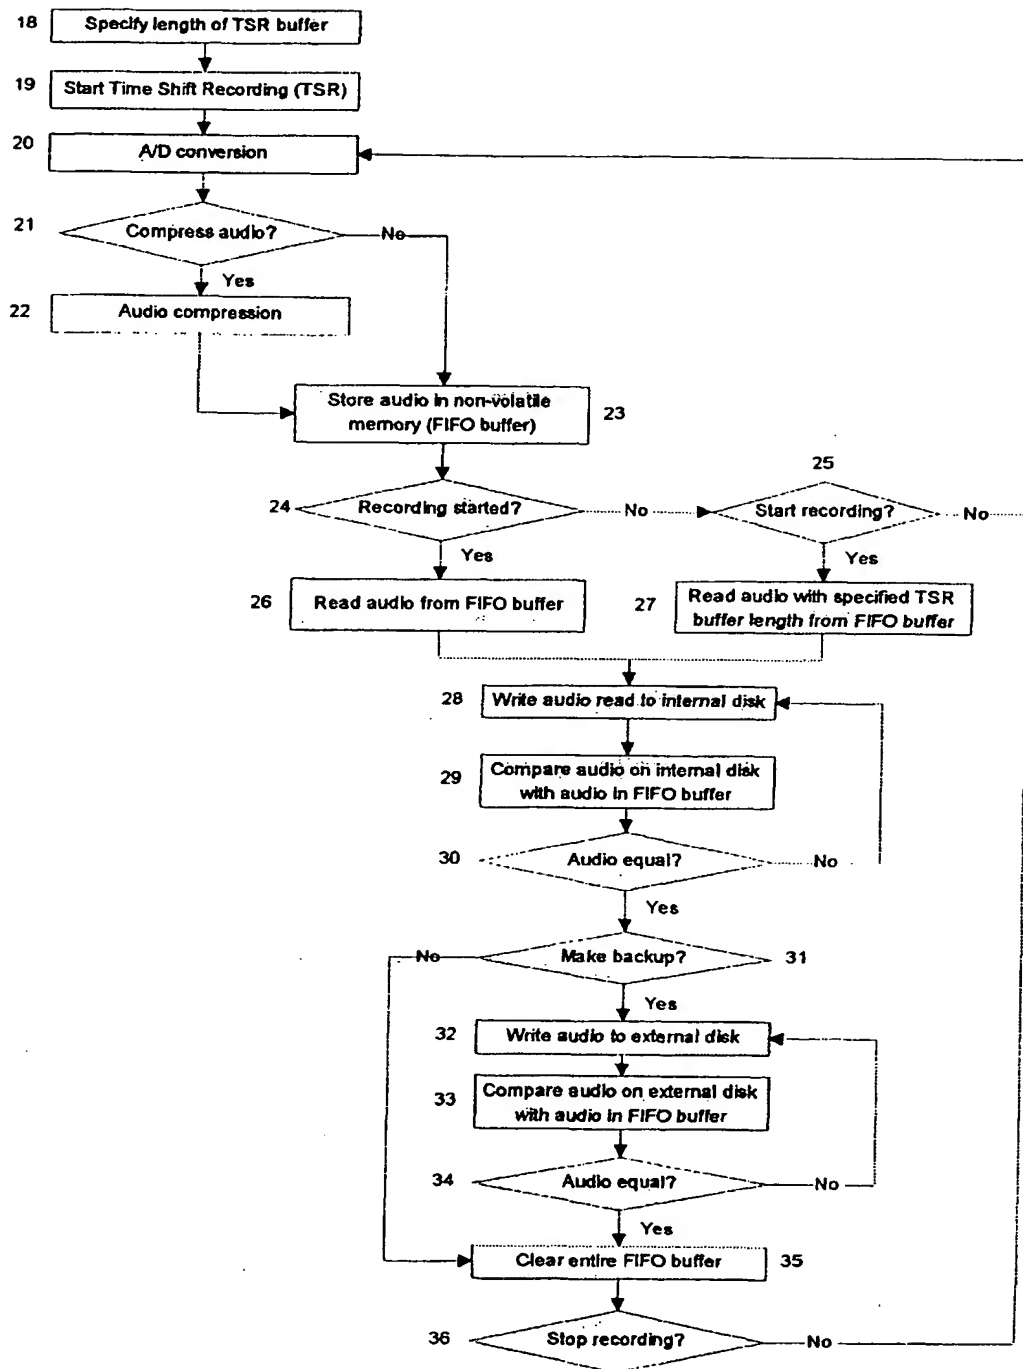 18 Specify length of TSR buffer
19 Start Time Shift Recording (TSR)
20 A/D conversion
21 Compress audio? No
Yes
22 Audio compression
Store audio in non-volatile
memory (FIFO buffer)
23
25
24 Recording started? No Start recording? No
Yes Yes
26 Read audio from FIFO buffer
27 Read audio with specified TSR
buffer length from FIFO buffer
28 Write audio read to internal disk
29 Compare audio on internal disk
with audio in FIFO buffer
30 Audio equal? No
Yes
No Make backup? 31
Yes
32 Write audio to external disk
33 Compare audio on external disk
with audio in FIFO buffer
34 Audio equal? No
Yes
Clear entire FIFO buffer 35
36 Stop recording? No